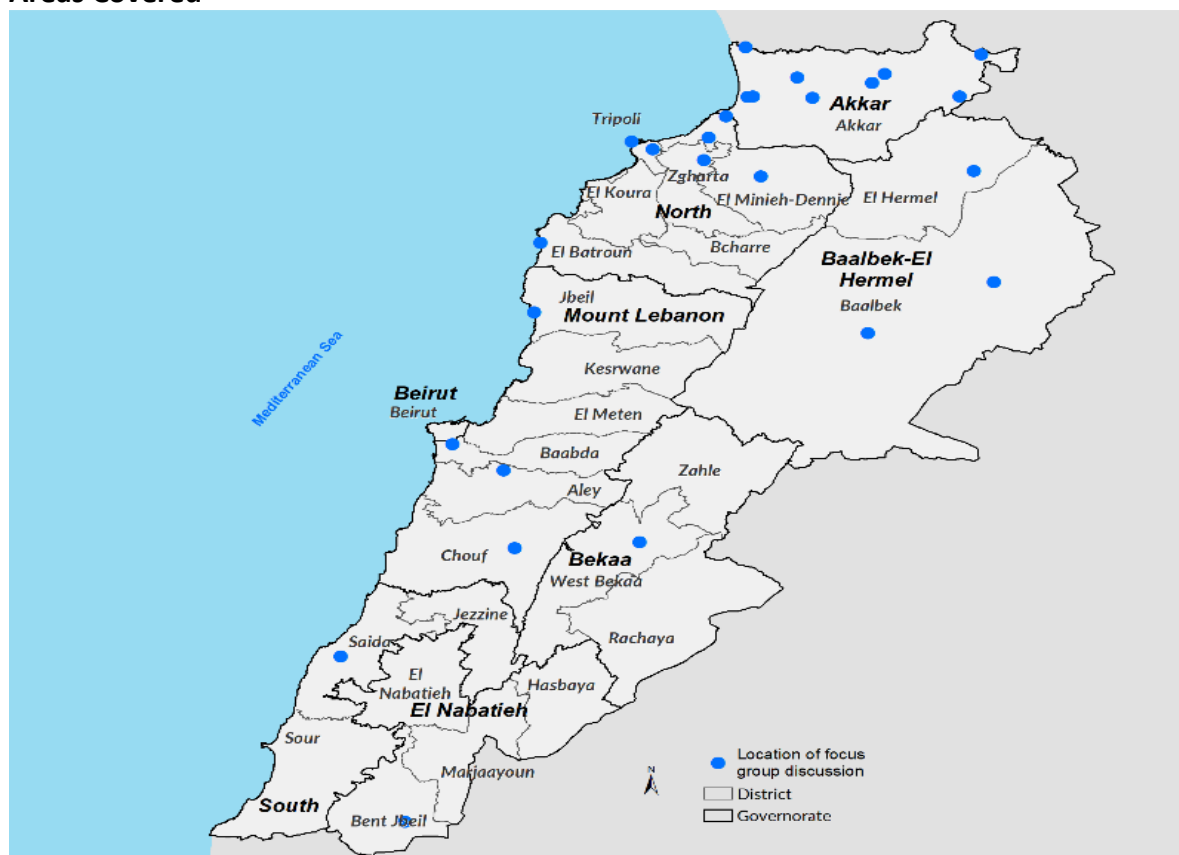 Areas Covered
Akkar
Akkar
Tripoli
Zgharta
El Koura
El Minieh-Dennie
North
El Hermel
Bcharre
El Batroun
Baalbek-El
Hermel
Baalbek
Jbeil
Mount Lebanon
Mediterranean Sea
Kesrwane
Beirut
Beirut
El Meten
Baabda
Zahle
Aley
Chouf
Bekaa
West Bekaa
Jezzine
Saida
Rachaya
El
Nabatieh
Hasbaya
El Nabatieh
Sour
Marjaayoun
South
Bent Jbeil
N
Location of focus
group discussion
District
Governorate